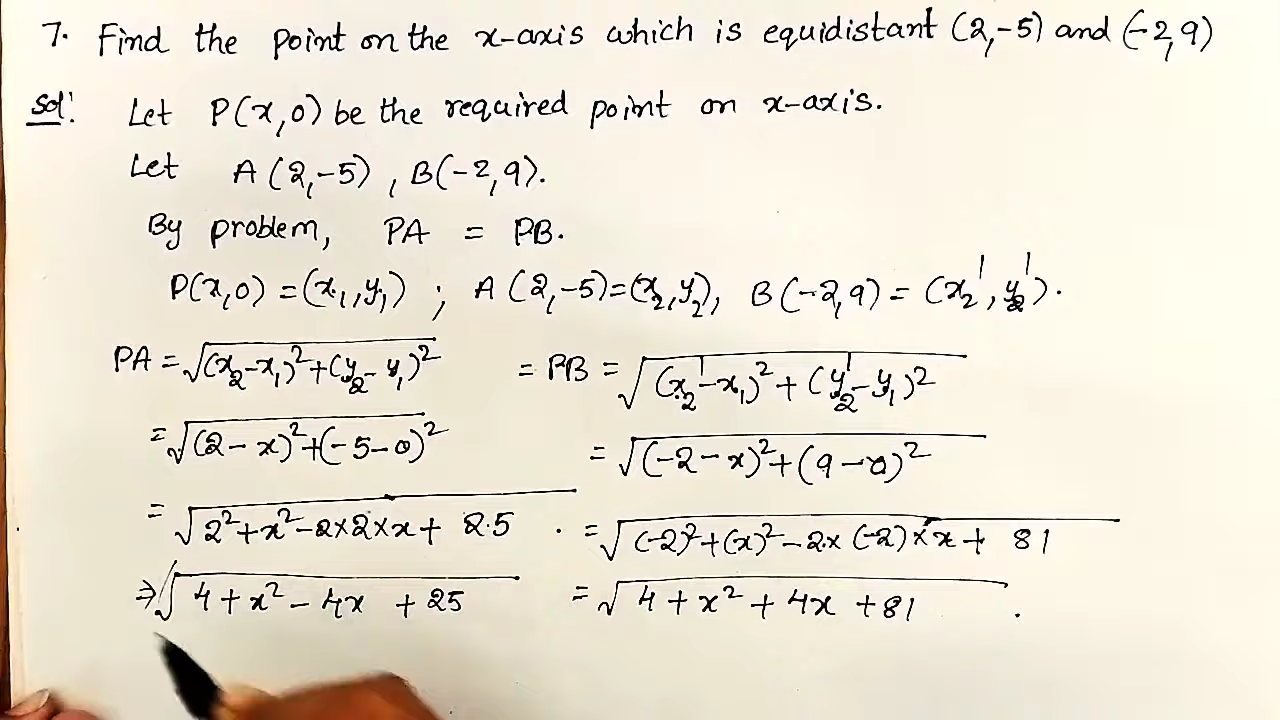 7. Find the point on the x-axis which is equidistant (2,-5) and (-2,9)
Sol: Let P(x,0) be the required point on x-axis.
Let A(2,-5), B(-2,9).
By problem, PA = PB.
P(x,0) = (x₁,y₁) ; A(2,-5)=(x₂,y₂), B(-2,9) = (x₂',y₂').
PA = √(x₂-x₁)²+(y₂-y₁)² = PB = √(x₂'-x₁)²+(y₂'-y₁)²
= √(2-x)²+(-5-0)² = √(-2-x)²+(9-0)²
= √2²+x²-2×2×x+ 25 . = √(-2)²+(x)²-2×(-2)×x+ 81
⇒√4+x²-4x +25 = √4+x²+4x+81 .